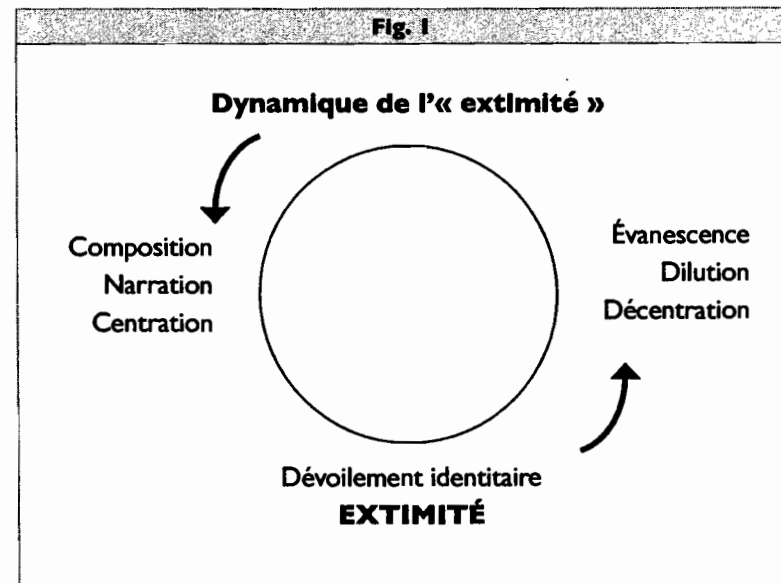 Fig. 1
Dynamique de l'« extimité »
Composition
Narration
Centration
Évanescence
Dilution
Décentration
Dévoilement identitaire
EXTIMITÉ